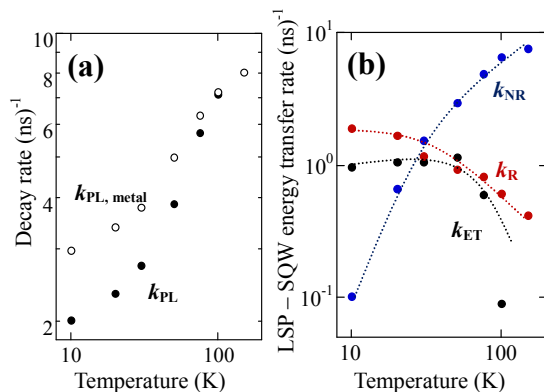 (a)
Decay rate (ns)-1
8
6
4
2
kPL, metal
kPL
10
100
Temperature (K)
(b)
LSP – SQW energy transfer rate (ns)-1
10¹
10⁰
10⁻¹
kNR
kR
kET
10
100
Temperature (K)